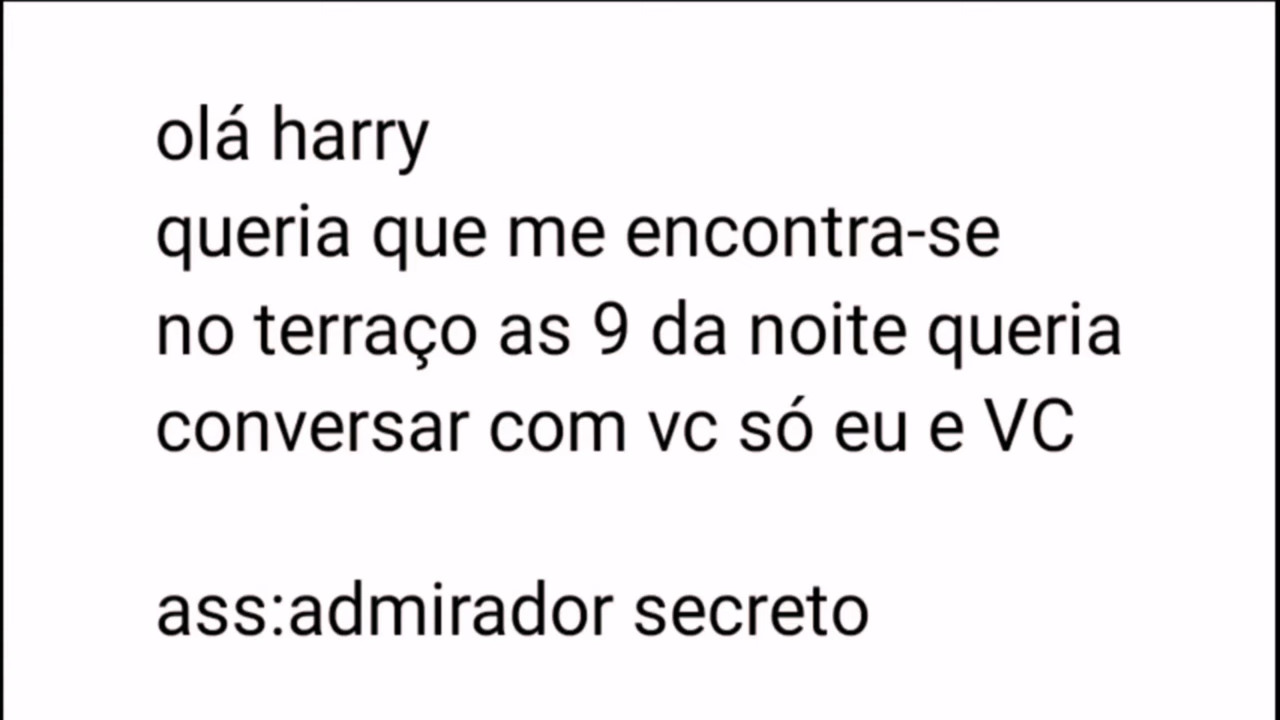 olá harry
queria que me encontra-se
no terraço as 9 da noite queria
conversar com vc só eu e VC
ass:admirador secreto